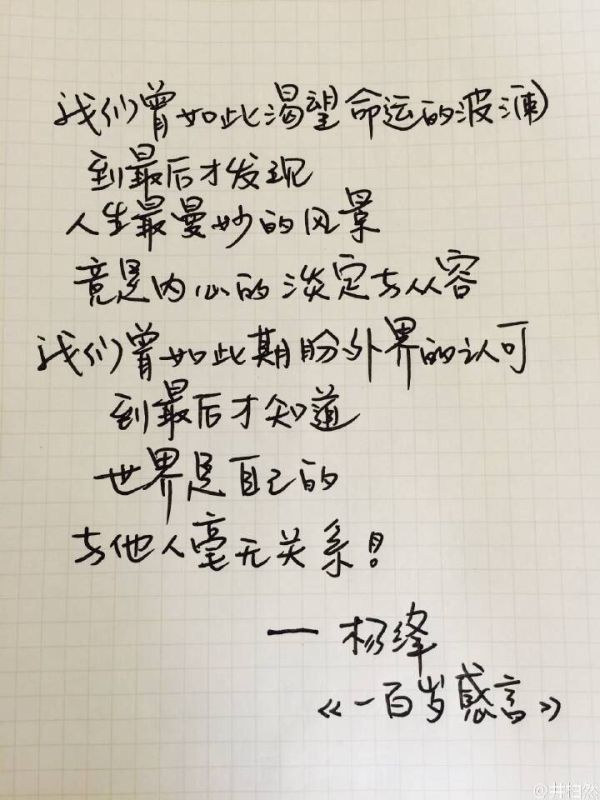 我们曾如此渴望命运的波澜
到最后才发现
人生最曼妙的风景
竟是内心的淡定与从容
我们曾如此期盼外界的认可
到最后才知道
世界是自己的
与他人毫无关系！
— 杨绛
《一百岁感言》
@井柏然